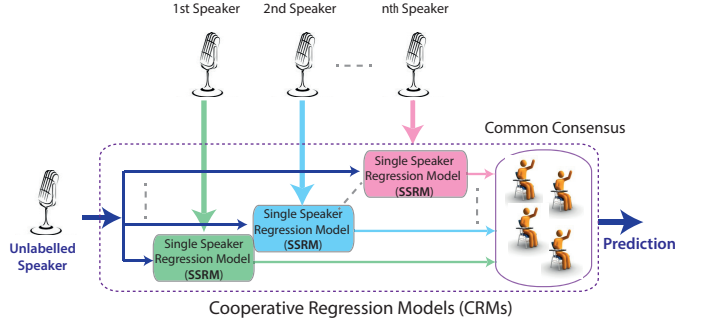 1st Speaker
2nd Speaker
nth Speaker
Common Consensus
Single Speaker
Regression Model
(SSRM)
Single Speaker
Regression Model
(SSRM)
Single Speaker
Regression Model
(SSRM)
Unlabelled
Speaker
Prediction
Cooperative Regression Models (CRMs)